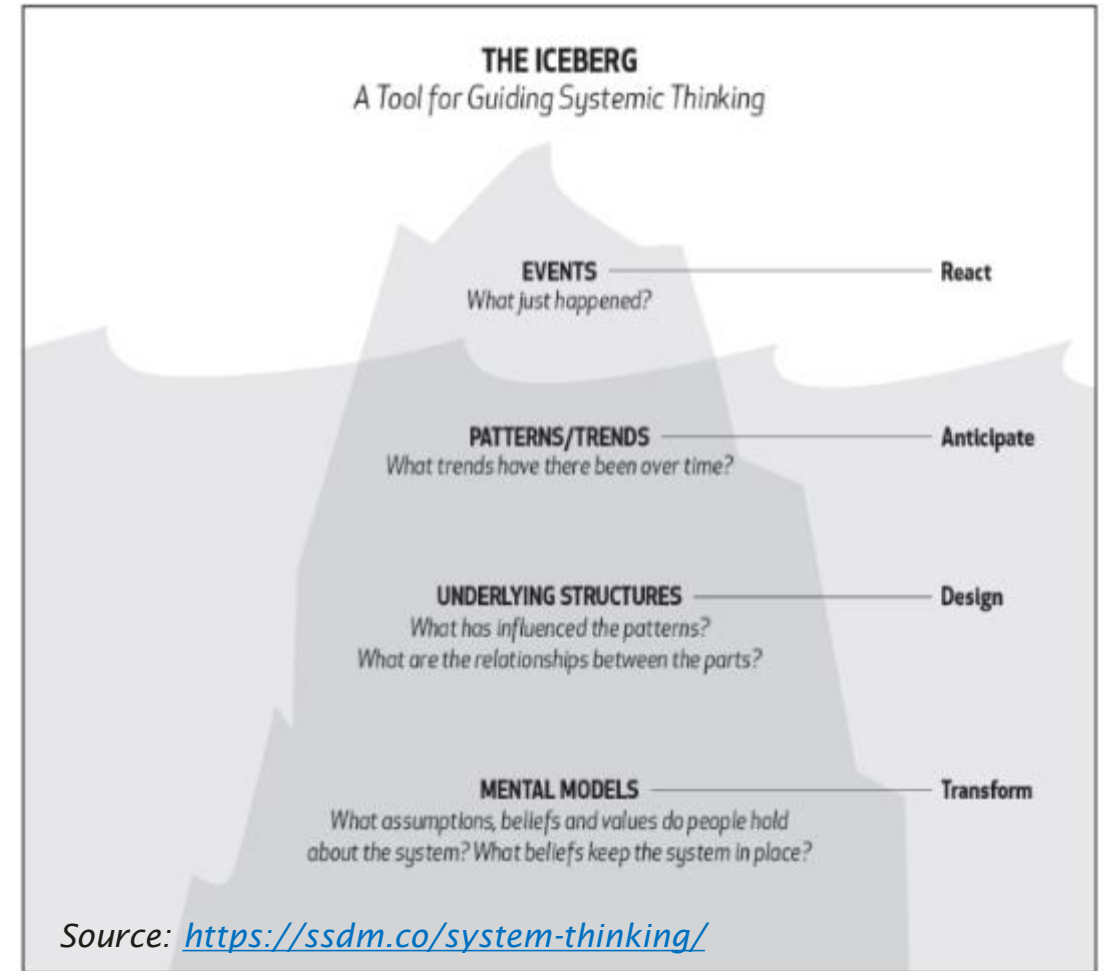 THE ICEBERG
A Tool for Guiding Systemic Thinking
EVENTS React
What just happened?
PATTERNS/TRENDS Anticipate
What trends have there been over time?
UNDERLYING STRUCTURES Design
What has influenced the patterns?
What are the relationships between the parts?
MENTAL MODELS Transform
What assumptions, beliefs and values do people hold
about the system? What beliefs keep the system in place?
Source: https://ssdm.co/system-thinking/